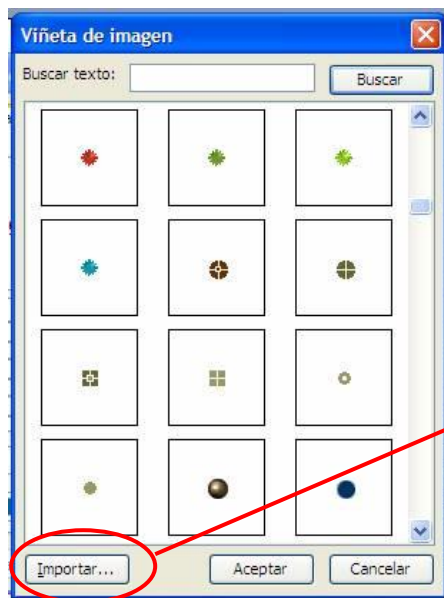 Viñeta de imagen
Buscar texto:
Buscar
Importar...
Aceptar
Cancelar